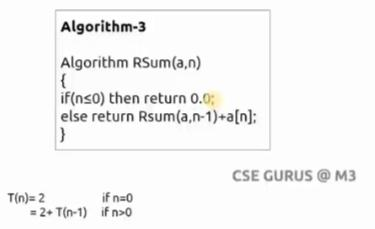 Algorithm-3
Algorithm RSum(a,n)
{
if(n≤0) then return 0.0;
else return Rsum(a,n-1)+a[n];
}
CSE GURUS @ M3
T(n)= 2 if n=0
= 2+ T(n-1) if n>0